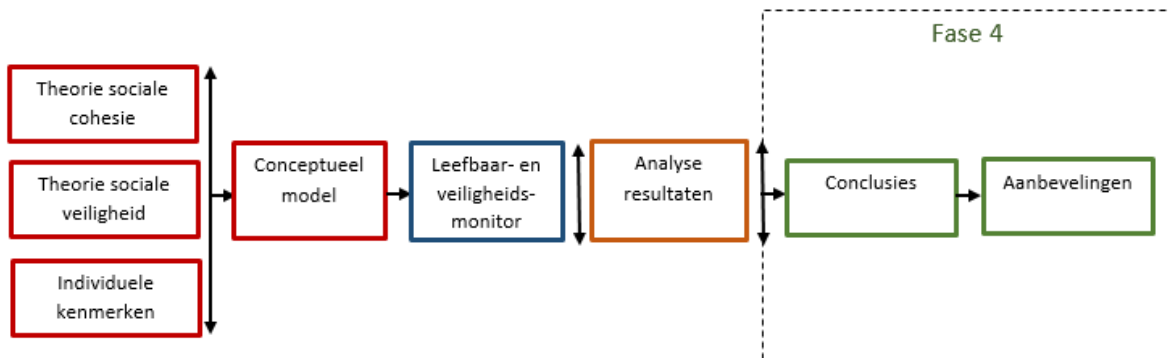 Fase 4
Theorie sociale
cohesie
Theorie sociale
veiligheid
Individuele
kenmerken
Conceptueel
model
Leefbaar- en
veiligheids-
monitor
Analyse
resultaten
Conclusies
Aanbevelingen